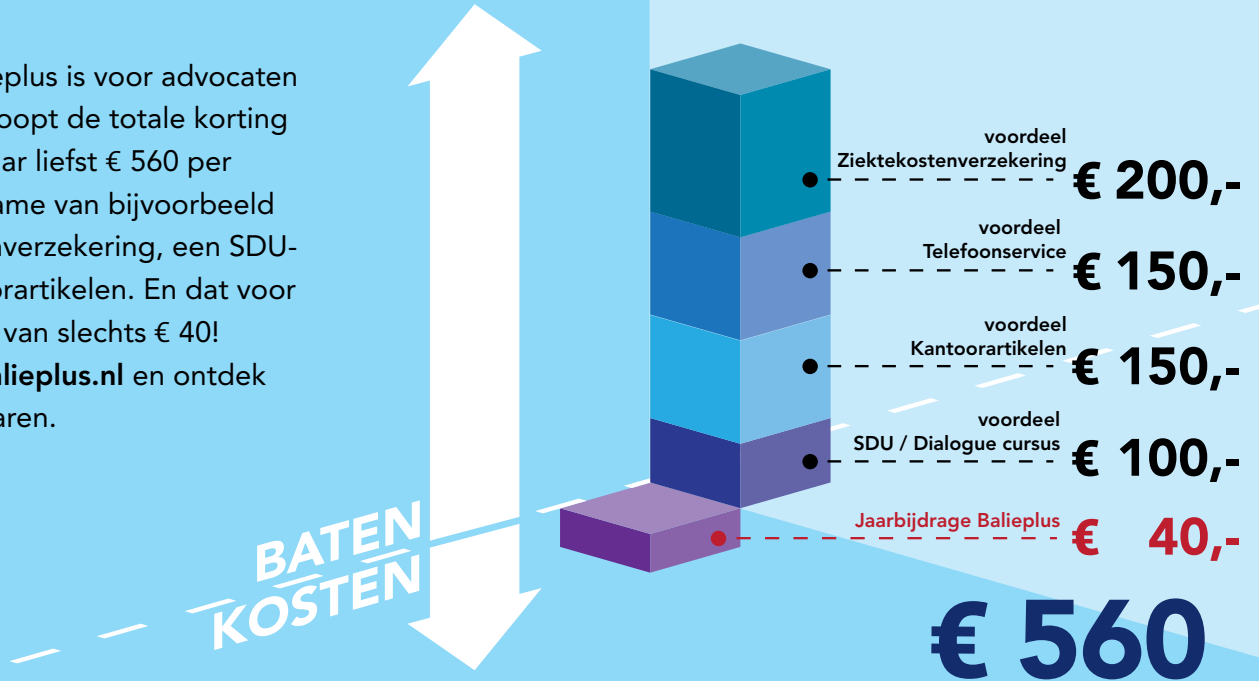 eplus is voor advocaten
oopt de totale korting
ar liefst € 560 per
ame van bijvoorbeeld
nverzekering, een SDU-
orartikelen. En dat voor
van slechts € 40!
alieplus.nl en ontdek
aren.
BATEN
KOSTEN
voordeel
Ziektekostenverzekering
€ 200,-
voordeel
Telefoonservice
€ 150,-
voordeel
Kantoorartikelen
€ 150,-
voordeel
SDU / Dialogue cursus
€ 100,-
Jaarbijdrage Balieplus
€ 40,-
€ 560